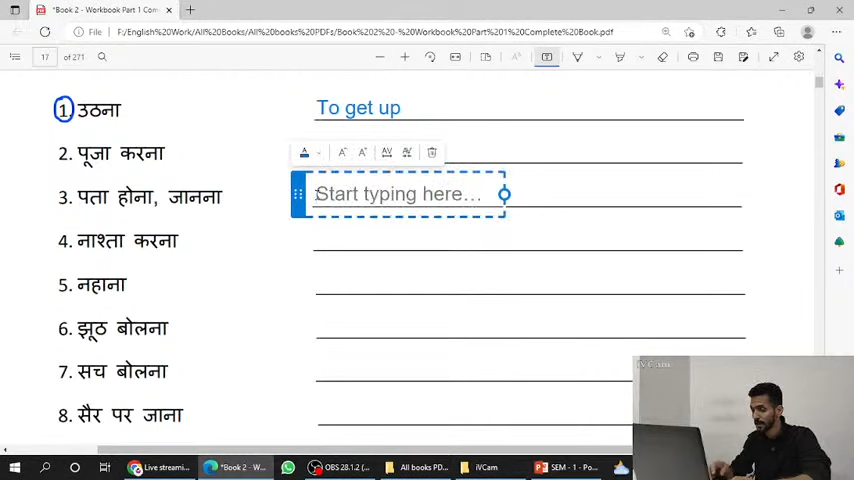 *Book 2 - Workbook Part 1 Com
File
F:/English%20Work/All%20Books/All%20books%20PDFs/Book%202%20-%20Workbook%20Part%201%20Complete%20Book.pdf
17 of 271
1. उठना To get up
2. पूजा करना
3. पता होना, जानना Start typing here...
4. नाश्ता करना
5. नहाना
6. झूठ बोलना
7. सच बोलना
8. सैर पर जाना
iVCam
Live streami...
*Book 2 - W...
OBS 28.1.2 (...
All books PD...
iVCam
SEM - 1 - Po...